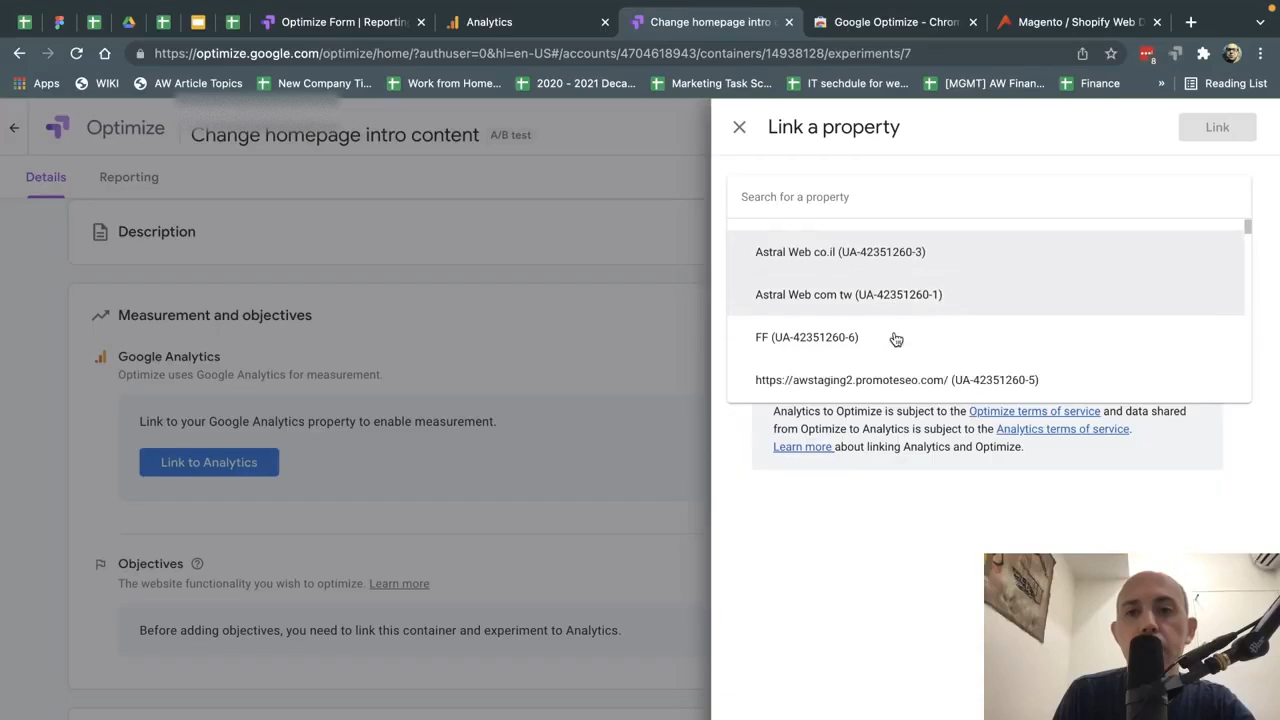 Optimize Form | Reporting
Analytics
Change homepage intro c
Google Optimize - Chrom
Magento / Shopify Web D
https://optimize.google.com/optimize/home/?authuser=0&hl=en-US#/accounts/4704618943/containers/14938128/experiments/7
8
Apps
WIKI
AW Article Topics
New Company Ti...
Work from Home...
2020 - 2021 Deca...
Marketing Task Sc...
IT techdule for we...
[MGMT] AW Finan...
Finance
»
Reading List
Optimize
Change homepage intro content
A/B test
Details
Reporting
Description
Measurement and objectives
Google Analytics
Optimize uses Google Analytics for measurement.
Link to your Google Analytics property to enable measurement.
Link to Analytics
Objectives
The website functionality you wish to optimize. Learn more
Before adding objectives, you need to link this container and experiment to Analytics.
Link a property
Link
Search for a property
Astral Web co.il (UA-42351260-3)
Astral Web com tw (UA-42351260-1)
FF (UA-42351260-6)
https://awstaging2.promoteseo.com/ (UA-42351260-5)
Analytics to Optimize is subject to the Optimize terms of service and data shared
from Optimize to Analytics is subject to the Analytics terms of service.
Learn more about linking Analytics and Optimize.